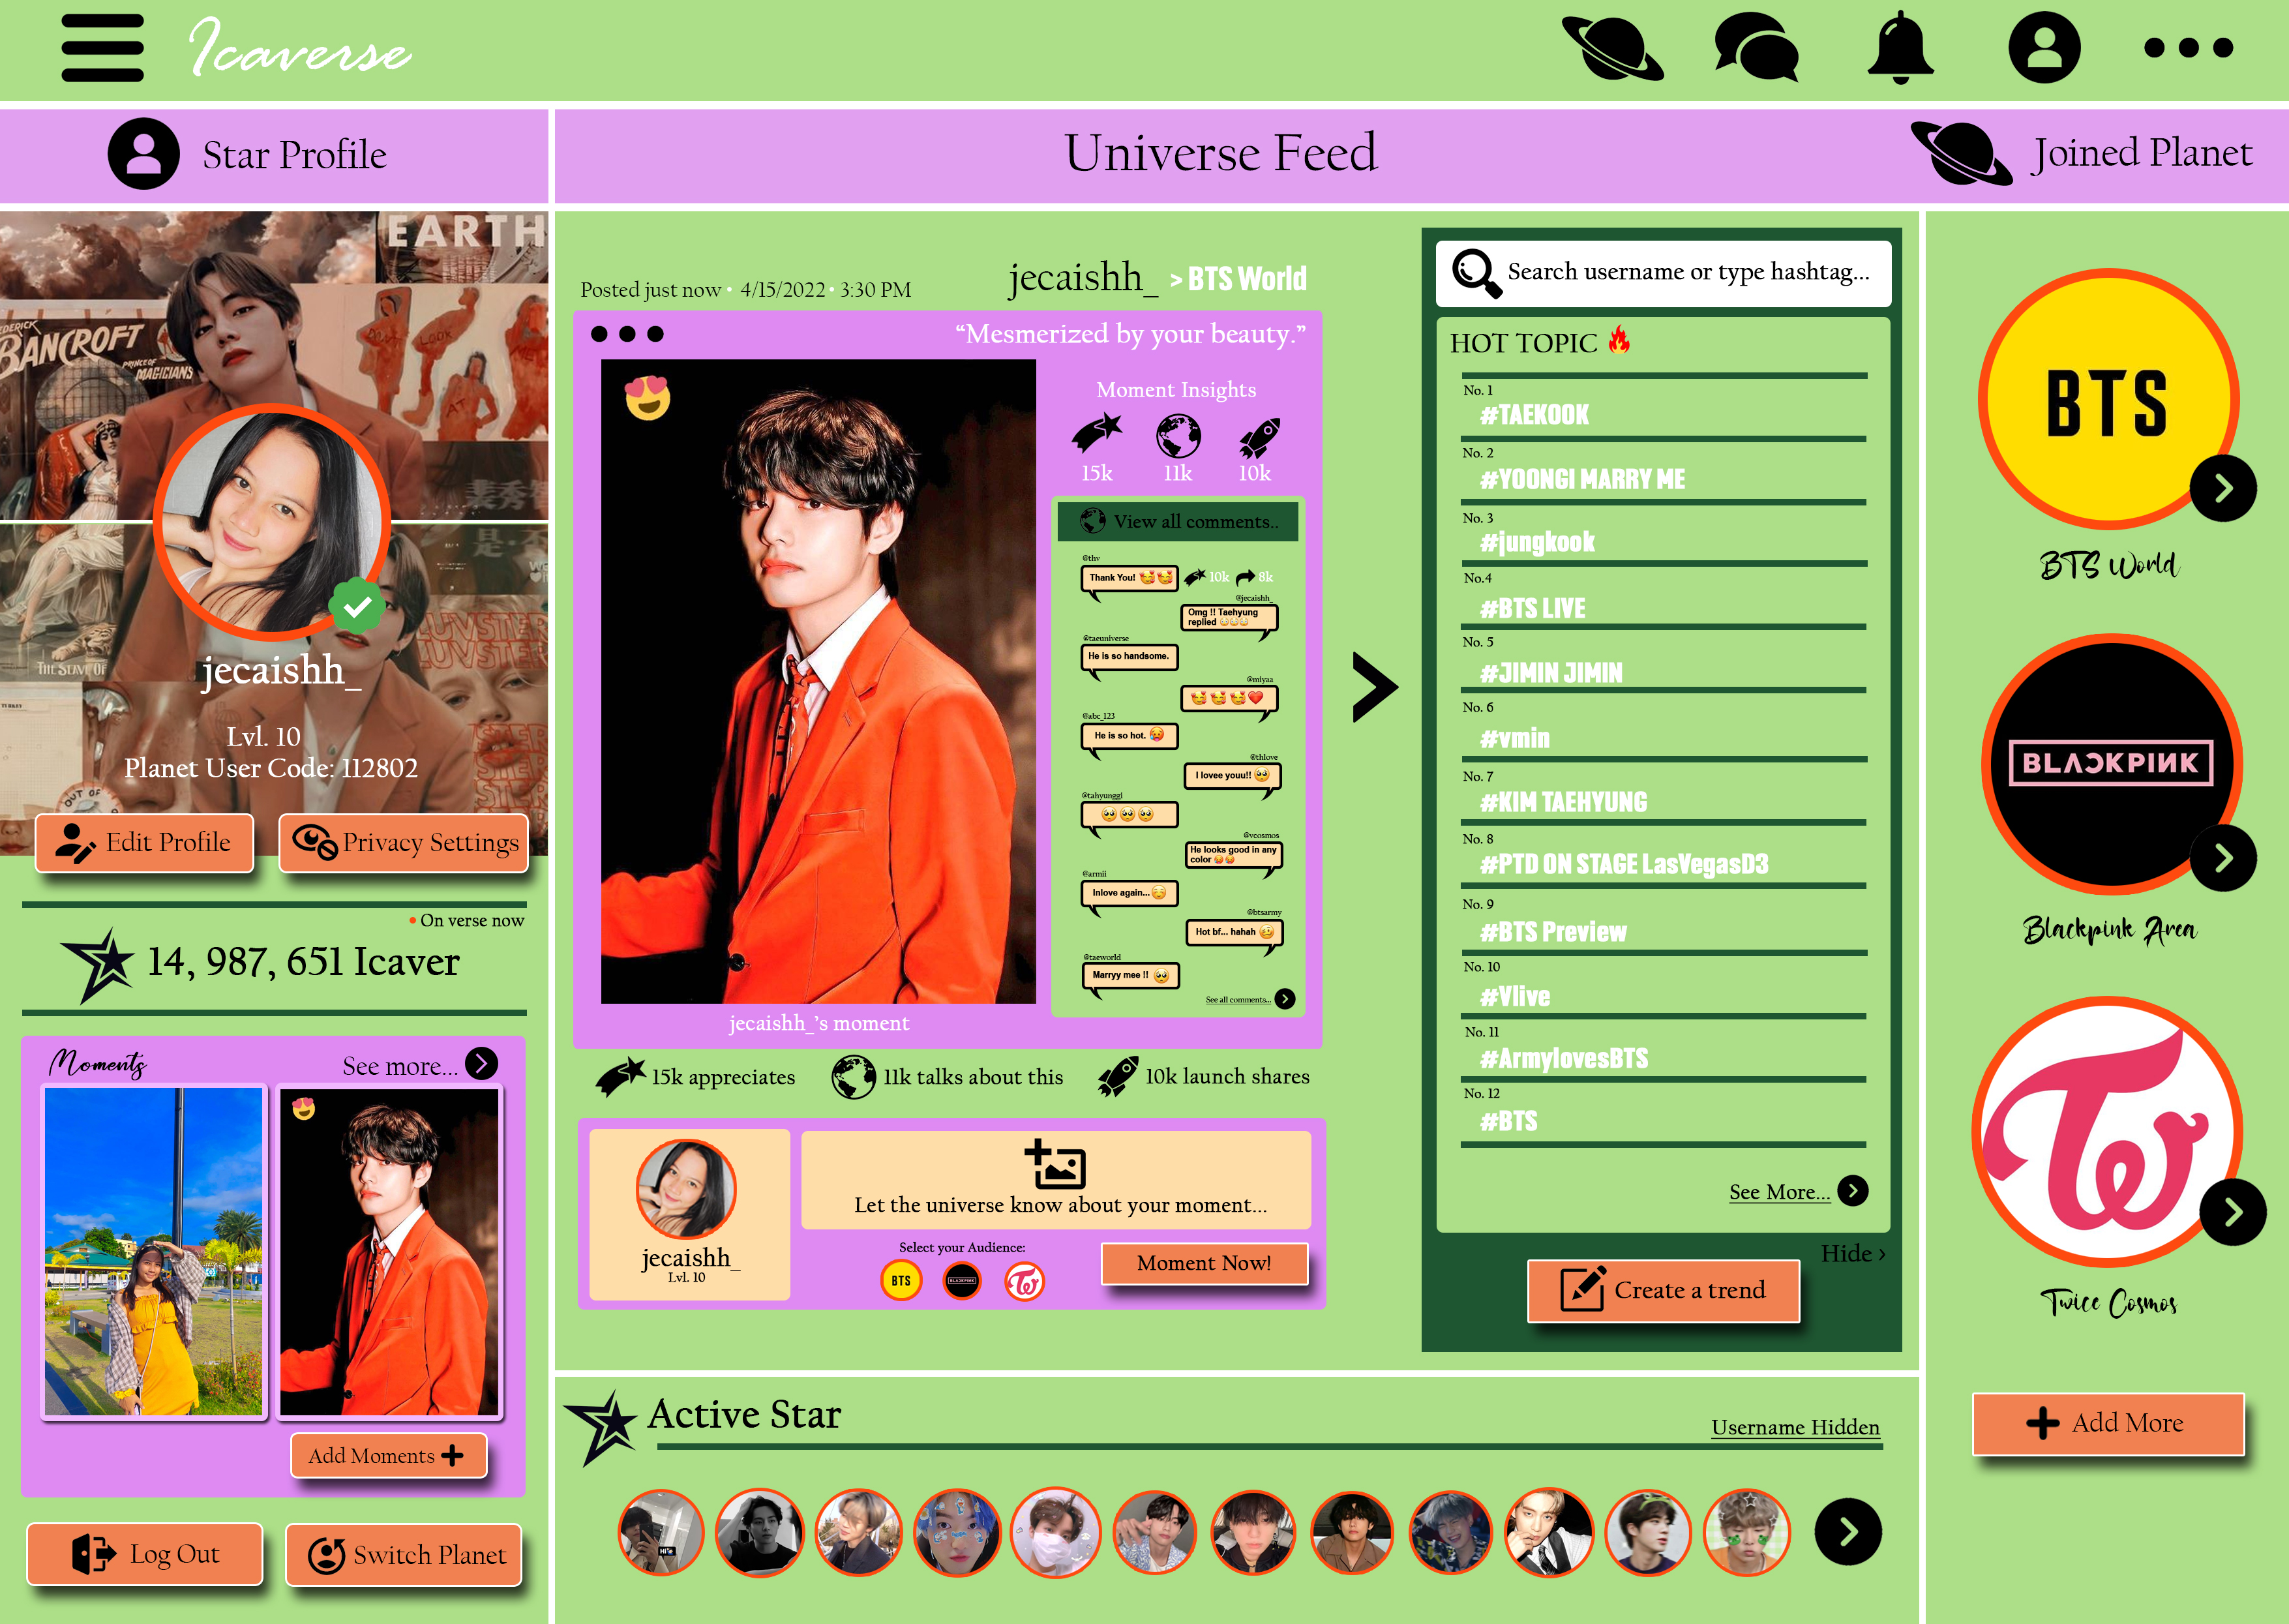 Icaverse
Star Profile
Universe Feed
Joined Planet
EARTH
BANCROFT
PRINCE OF
MAGICIANS
THE SLAVE OF
OUT OF
jecaishh_
Lvl. 10
Planet User Code: 112802
Edit Profile
Privacy Settings
On verse now
14, 987, 651 Icaver
Moments
See more...
Add Moments
Log Out
Switch Planet
Posted just now • 4/15/2022 • 3:30 PM
jecaishh_ > BTS World
“Mesmerized by your beauty.”
Moment Insights
15k 11k 10k
View all comments..
@thv
Thank You! 🥰🥰 10k 8k
@jecaishh_
Omg !! Taehyung
replied 😳😳😳
@taeuniverse
He is so handsome.
@miyaa
🥰🥰🥰💖
@abc_123
He is so hot. 🥵
@thlove
I lovee youu!! 🥺
@tahyunggi
🥺🥺🥺
@vcosmos
He looks good in any
color
@armii
Inlove again...
@btsarmy
Hot bf... hahah
@taeworld
Marryy mee !! 🥺
See all comments...
jecaishh_'s moment
15k appreciates
11k talks about this
10k launch shares
jecaishh_
Lvl. 10
Let the universe know about your moment...
Select your Audience:
BTS
BLACKPINK
Moment Now!
Search username or type hashtag...
HOT TOPIC 🔥
No. 1
#TAEKOOK
No. 2
#YOONGI MARRY ME
No. 3
#jungkook
No.4
#BTS LIVE
No. 5
#JIMIN JIMIN
No. 6
#vmin
No. 7
#KIM TAEHYUNG
No. 8
#PTD ON STAGE LasVegasD3
No. 9
#BTS Preview
No. 10
#Vlive
No. 11
#ArmylovesBTS
No. 12
#BTS
See More...
Hide >
Create a trend
BTS
BTS World
BLACKPINK
Blackpink Area
Tw
Twice Cosmos
Add More
Active Star
Username Hidden